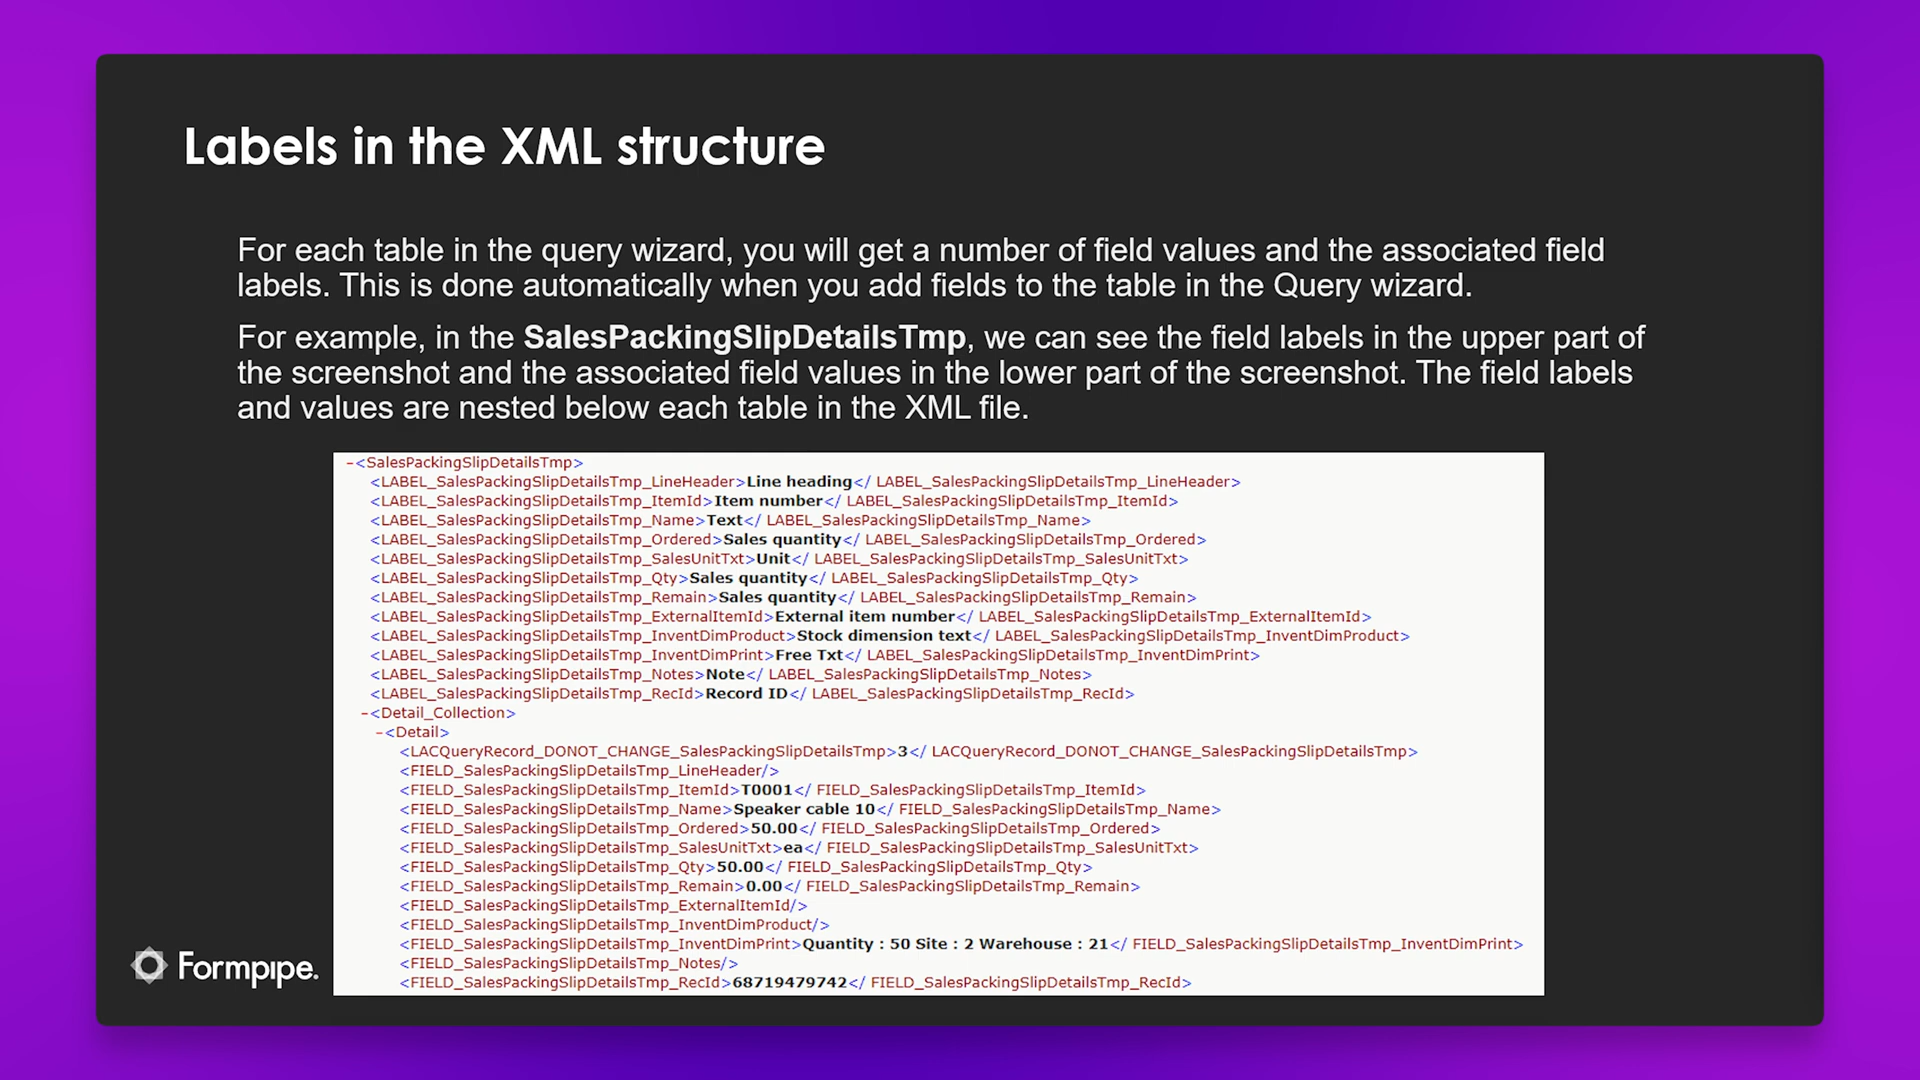 Labels in the XML structure
For each table in the query wizard, you will get a number of field values and the associated field
labels. This is done automatically when you add fields to the table in the Query wizard.
For example, in the SalesPackingSlipDetailsTmp, we can see the field labels in the upper part of
the screenshot and the associated field values in the lower part of the screenshot. The field labels
and values are nested below each table in the XML file.
−<SalesPackingSlipDetailsTmp>
<LABEL_SalesPackingSlipDetailsTmp_LineHeader>Line heading</ LABEL_SalesPackingSlipDetailsTmp_LineHeader>
<LABEL_SalesPackingSlipDetailsTmp_ItemId>Item number</ LABEL_SalesPackingSlipDetailsTmp_ItemId>
<LABEL_SalesPackingSlipDetailsTmp_Name>Text</ LABEL_SalesPackingSlipDetailsTmp_Name>
<LABEL_SalesPackingSlipDetailsTmp_Ordered>Sales quantity</ LABEL_SalesPackingSlipDetailsTmp_Ordered>
<LABEL_SalesPackingSlipDetailsTmp_SalesUnitTxt>Unit</ LABEL_SalesPackingSlipDetailsTmp_SalesUnitTxt>
<LABEL_SalesPackingSlipDetailsTmp_Qty>Sales quantity</ LABEL_SalesPackingSlipDetailsTmp_Qty>
<LABEL_SalesPackingSlipDetailsTmp_Remain>Sales quantity</ LABEL_SalesPackingSlipDetailsTmp_Remain>
<LABEL_SalesPackingSlipDetailsTmp_ExternalItemId>External item number</ LABEL_SalesPackingSlipDetailsTmp_ExternalItemId>
<LABEL_SalesPackingSlipDetailsTmp_InventDimProduct>Stock dimension text</ LABEL_SalesPackingSlipDetailsTmp_InventDimProduct>
<LABEL_SalesPackingSlipDetailsTmp_InventDimPrint>Free Txt</ LABEL_SalesPackingSlipDetailsTmp_InventDimPrint>
<LABEL_SalesPackingSlipDetailsTmp_Notes>Note</ LABEL_SalesPackingSlipDetailsTmp_Notes>
<LABEL_SalesPackingSlipDetailsTmp_RecId>Record ID</ LABEL_SalesPackingSlipDetailsTmp_RecId>
−<Detail_Collection>
−<Detail>
<LACQueryRecord_DONOT_CHANGE_SalesPackingSlipDetailsTmp>3</ LACQueryRecord_DONOT_CHANGE_SalesPackingSlipDetailsTmp>
<FIELD_SalesPackingSlipDetailsTmp_LineHeader/>
<FIELD_SalesPackingSlipDetailsTmp_ItemId>T0001</ FIELD_SalesPackingSlipDetailsTmp_ItemId>
<FIELD_SalesPackingSlipDetailsTmp_Name>Speaker cable 10</ FIELD_SalesPackingSlipDetailsTmp_Name>
<FIELD_SalesPackingSlipDetailsTmp_Ordered>50.00</ FIELD_SalesPackingSlipDetailsTmp_Ordered>
<FIELD_SalesPackingSlipDetailsTmp_SalesUnitTxt>ea</ FIELD_SalesPackingSlipDetailsTmp_SalesUnitTxt>
<FIELD_SalesPackingSlipDetailsTmp_Qty>50.00</ FIELD_SalesPackingSlipDetailsTmp_Qty>
<FIELD_SalesPackingSlipDetailsTmp_Remain>0.00</ FIELD_SalesPackingSlipDetailsTmp_Remain>
<FIELD_SalesPackingSlipDetailsTmp_ExternalItemId/>
<FIELD_SalesPackingSlipDetailsTmp_InventDimProduct/>
<FIELD_SalesPackingSlipDetailsTmp_InventDimPrint>Quantity : 50 Site : 2 Warehouse : 21</ FIELD_SalesPackingSlipDetailsTmp_InventDimPrint>
<FIELD_SalesPackingSlipDetailsTmp_Notes/>
<FIELD_SalesPackingSlipDetailsTmp_RecId>68719479742</ FIELD_SalesPackingSlipDetailsTmp_RecId>
Formpipe.